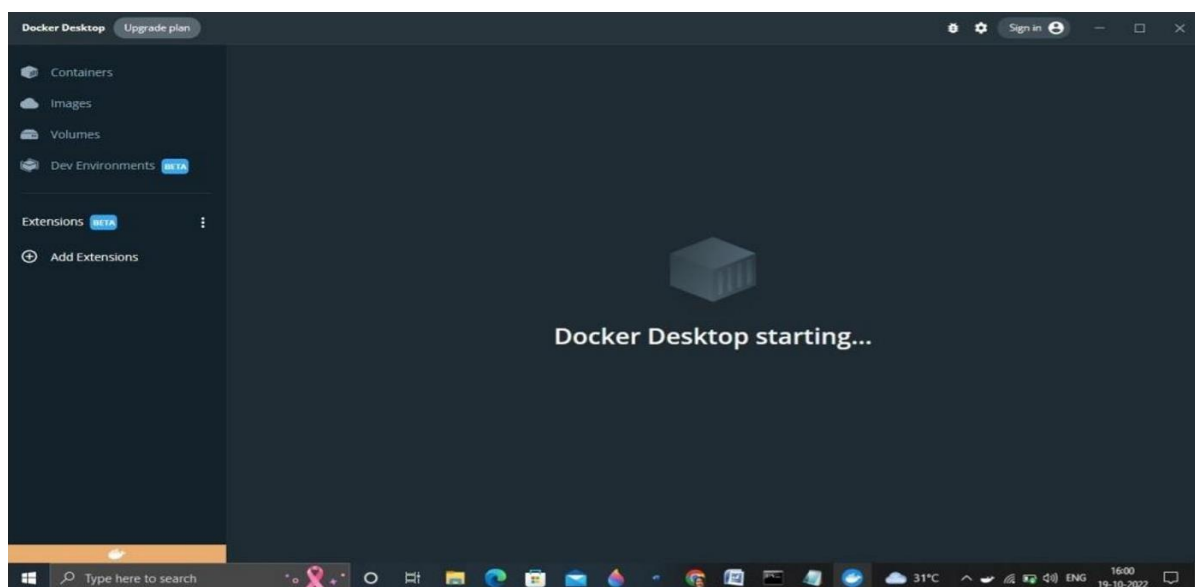 Docker Desktop Upgrade plan Sign in
Containers
Images
Volumes
Dev Environments BETA
Extensions BETA
Add Extensions
Docker Desktop starting...
Type here to search 31°C ENG 16:00
19-10-2022